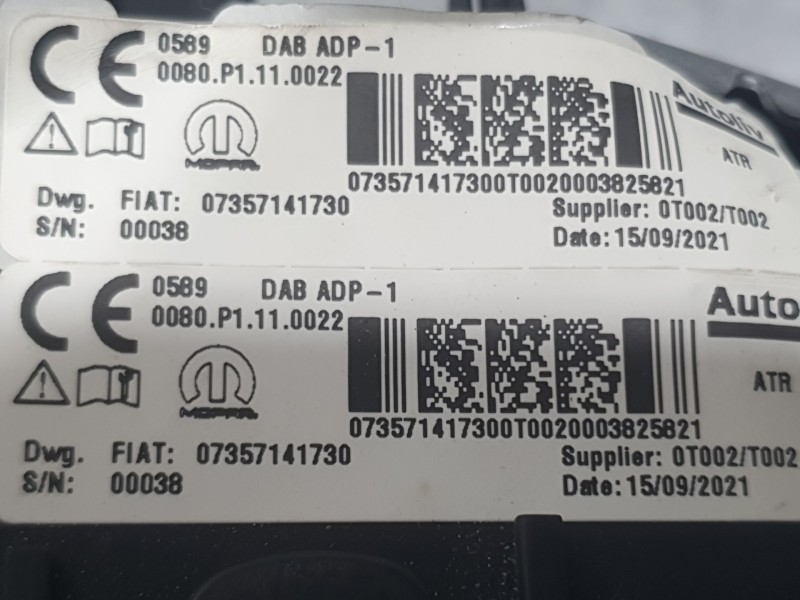 CE 0589 DAB ADP-1
0080.P1.11.0022
Autoliv
MOPAR
ATR
073571417300T0020003825821
Dwg. FIAT: 07357141730
Supplier: 0T002/T002
S/N: 00038
Date: 15/09/2021
CE 0589 DAB ADP-1
0080.P1.11.0022
Auto
MOPAR
ATR
073571417300T0020003825821
Dwg. FIAT: 07357141730
Supplier: 0T002/T002
S/N: 00038
Date: 15/09/2021